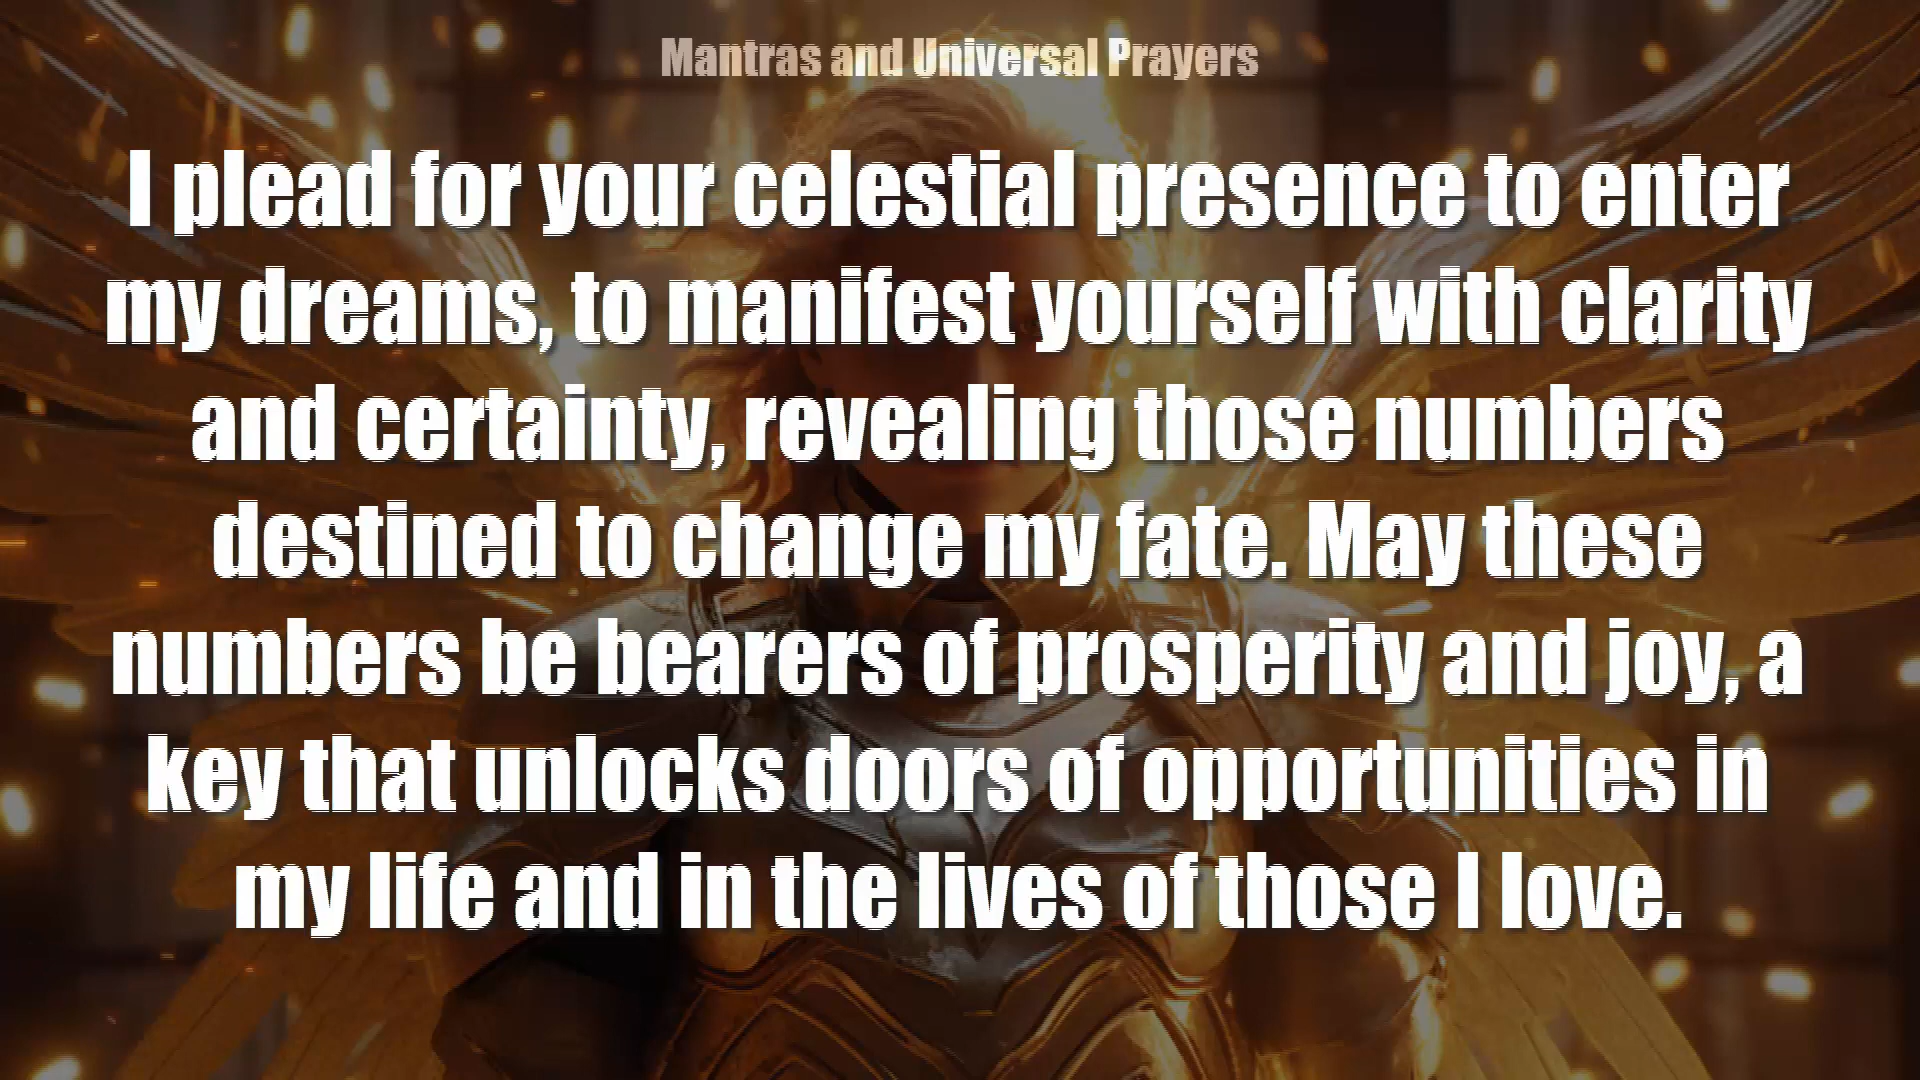 Mantras and Universal Prayers
I plead for your celestial presence to enter
my dreams, to manifest yourself with clarity
and certainty, revealing those numbers
destined to change my fate. May these
numbers be bearers of prosperity and joy, a
key that unlocks doors of opportunities in
my life and in the lives of those I love.